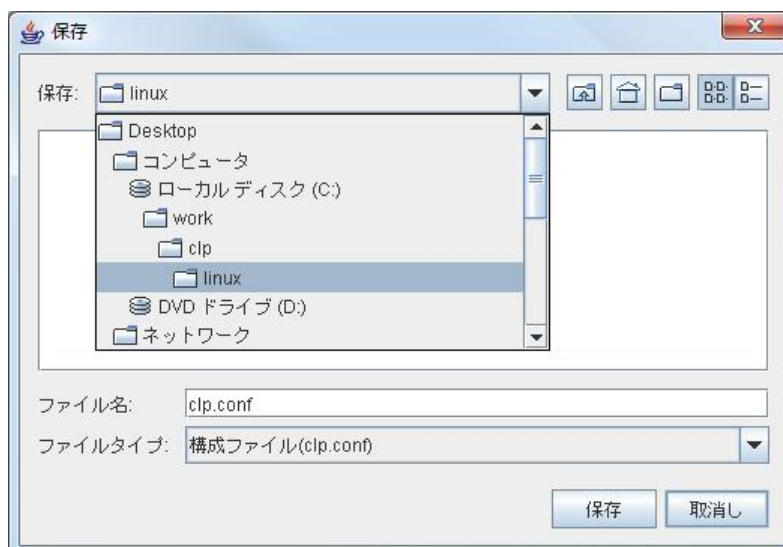 保存
保存: linux
Desktop
コンピュータ
ローカル ディスク (C:)
work
clp
linux
DVD ドライブ (D:)
ネットワーク
ファイル名: clp.conf
ファイルタイプ: 構成ファイル(clp.conf)
保存 取消し